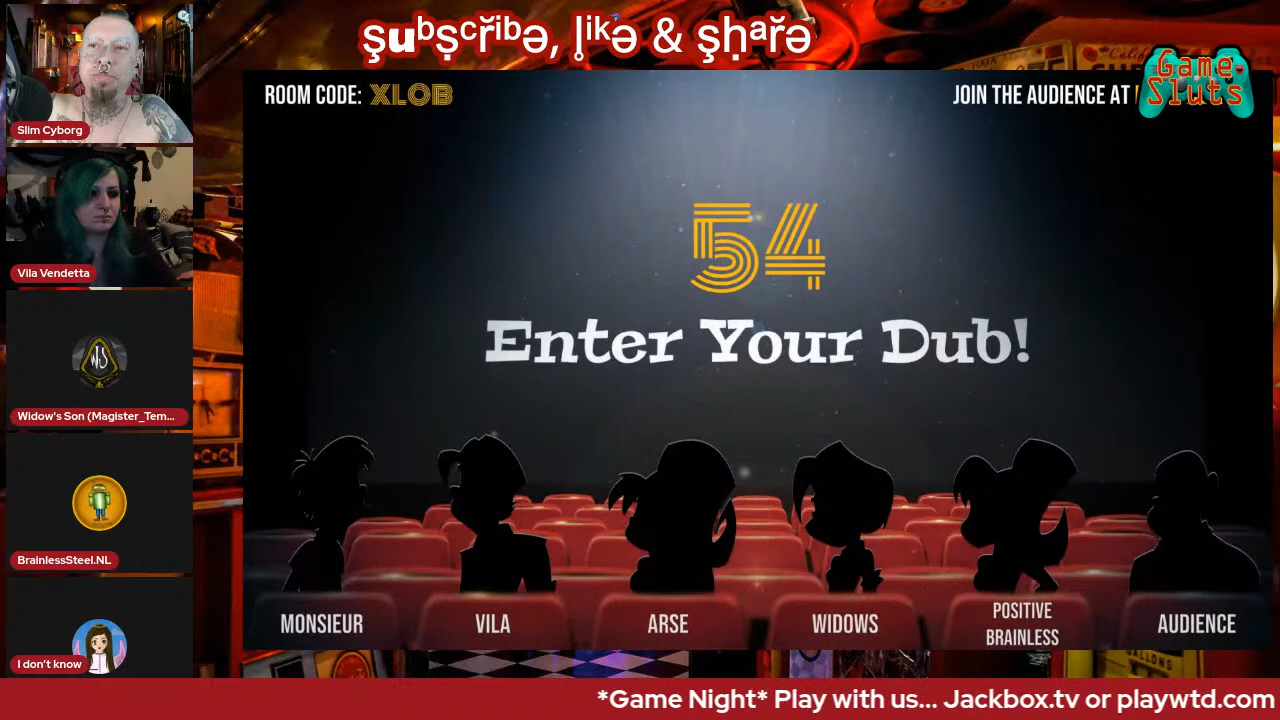 şuᵇşᶜřⁱᵇə, ļⁱᵏə & şḥᵃřə
ROOM CODE: XLOB
JOIN THE AUDIENCE AT
Game-
Sluts
Slim Cyborg
54
Enter Your Dub!
Vila Vendetta
Widow's Son (Magister_Tem...
BrainlessSteel.NL
I don't know
MONSIEUR
VILA
ARSE
WIDOWS
POSITIVE
BRAINLESS
AUDIENCE
*Game Night* Play with us... Jackbox.tv or playwtd.com